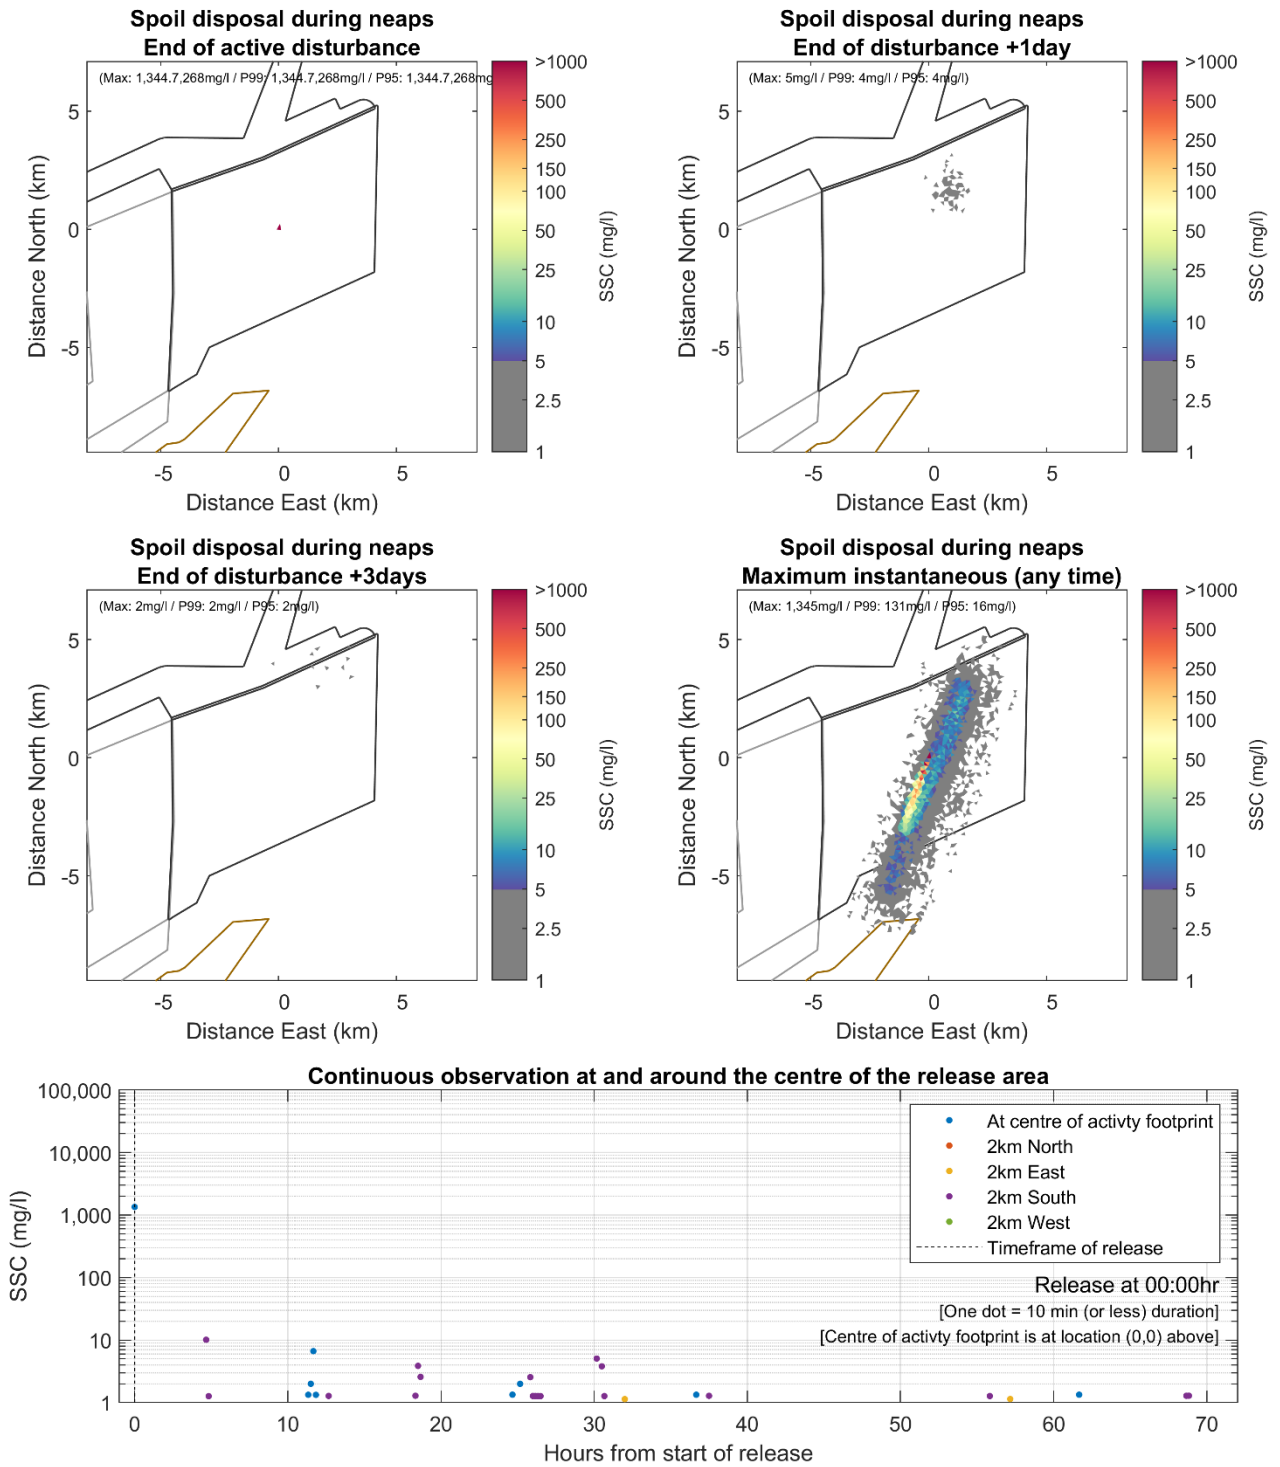 Spoil disposal during neaps
End of active disturbance
(Max: 1,344.7,268mg/l / P99: 1,344.7,268mg/l / P95: 1,344.7,268mg
>1000
500
250
150
100
50
25
10
5
2.5
1
SSC (mg/l)
5
0
-5
Distance North (km)
-5 0 5
Distance East (km)
Spoil disposal during neaps
End of disturbance +1day
(Max: 5mg/l / P99: 4mg/l / P95: 4mg/l)
>1000
500
250
150
100
50
25
10
5
2.5
1
SSC (mg/l)
5
0
-5
Distance North (km)
-5 0 5
Distance East (km)
Spoil disposal during neaps
End of disturbance +3days
(Max: 2mg/l / P99: 2mg/l / P95: 2mg/l)
>1000
500
250
150
100
50
25
10
5
2.5
1
SSC (mg/l)
5
0
-5
Distance North (km)
-5 0 5
Distance East (km)
Spoil disposal during neaps
Maximum instantaneous (any time)
(Max: 1,345mg/l / P99: 131mg/l / P95: 16mg/l)
>1000
500
250
150
100
50
25
10
5
2.5
1
SSC (mg/l)
5
0
-5
Distance North (km)
-5 0 5
Distance East (km)
Continuous observation at and around the centre of the release area
100,000
10,000
1,000
100
10
1
SSC (mg/l)
At centre of activty footprint
2km North
2km East
2km South
2km West
Timeframe of release
Release at 00:00hr
[One dot = 10 min (or less) duration]
[Centre of activty footprint is at location (0,0) above]
0 10 20 30 40 50 60 70
Hours from start of release